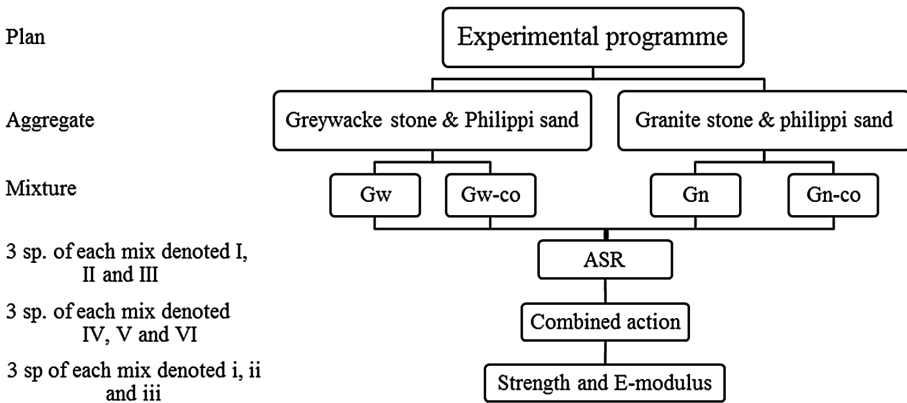 Plan
Experimental programme
Aggregate
Greywacke stone & Philippi sand
Granite stone & philippi sand
Mixture
Gw
Gw-co
Gn
Gn-co
3 sp. of each mix denoted I,
II and III
ASR
3 sp. of each mix denoted
IV, V and VI
Combined action
3 sp of each mix denoted i, ii
and iii
Strength and E-modulus